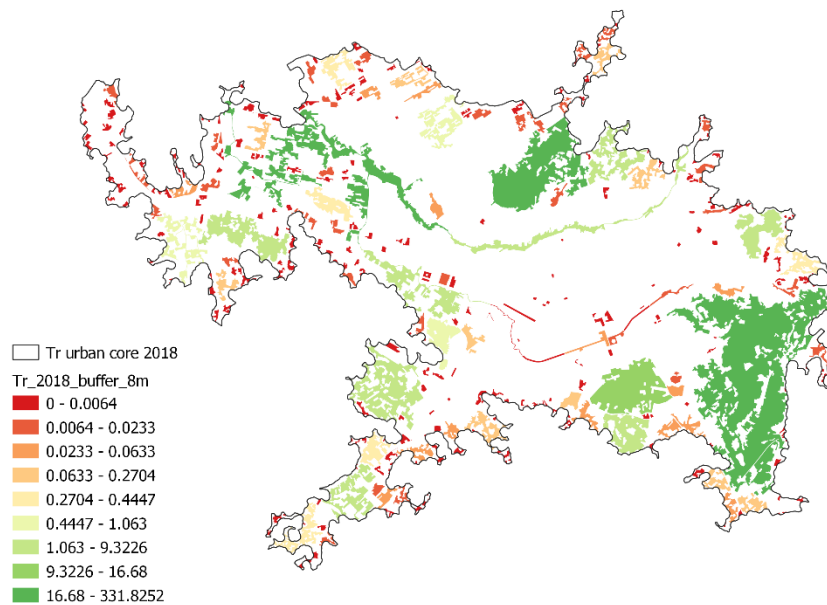 Tr urban core 2018
Tr_2018_buffer_8m
0 - 0.0064
0.0064 - 0.0233
0.0233 - 0.0633
0.0633 - 0.2704
0.2704 - 0.4447
0.4447 - 1.063
1.063 - 9.3226
9.3226 - 16.68
16.68 - 331.8252